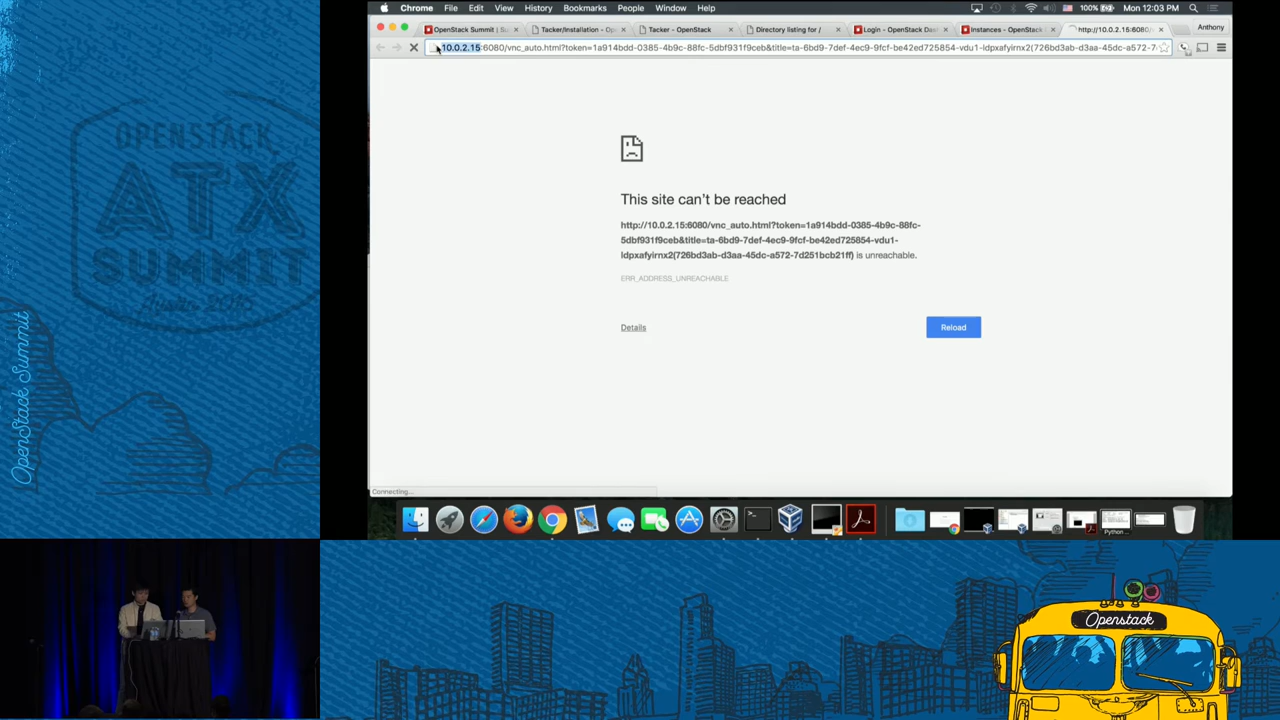 Chrome File Edit View History Bookmarks People Window Help 100% Mon 12:03 PM
OpenStack Summit | S Tacker/Installation - Ope Tacker - OpenStack Directory listing for / Login - OpenStack Das Instances - OpenStack http://10.0.2.15:6080/v Anthony
10.0.2.15:6080/vnc_auto.html?token=1a914bdd-0385-4b9c-88fc-5dbf931f9ceb&title=ta-6bd9-7def-4ec9-9fcf-be42ed725854-vdu1-ldpxafyirnx2(726bd3ab-d3aa-45dc-a572-7
This site can't be reached
http://10.0.2.15:6080/vnc_auto.html?token=1a914bdd-0385-4b9c-88fc-
5dbf931f9ceb&title=ta-6bd9-7def-4ec9-9fcf-be42ed725854-vdu1-
ldpxafyirnx2(726bd3ab-d3aa-45dc-a572-7d251bcb21ff) is unreachable.
ERR_ADDRESS_UNREACHABLE
Details Reload
Connecting...
Python ...
OPENSTACK
ATX
SUMMIT
Austin
OpenStack Summit
Openstack